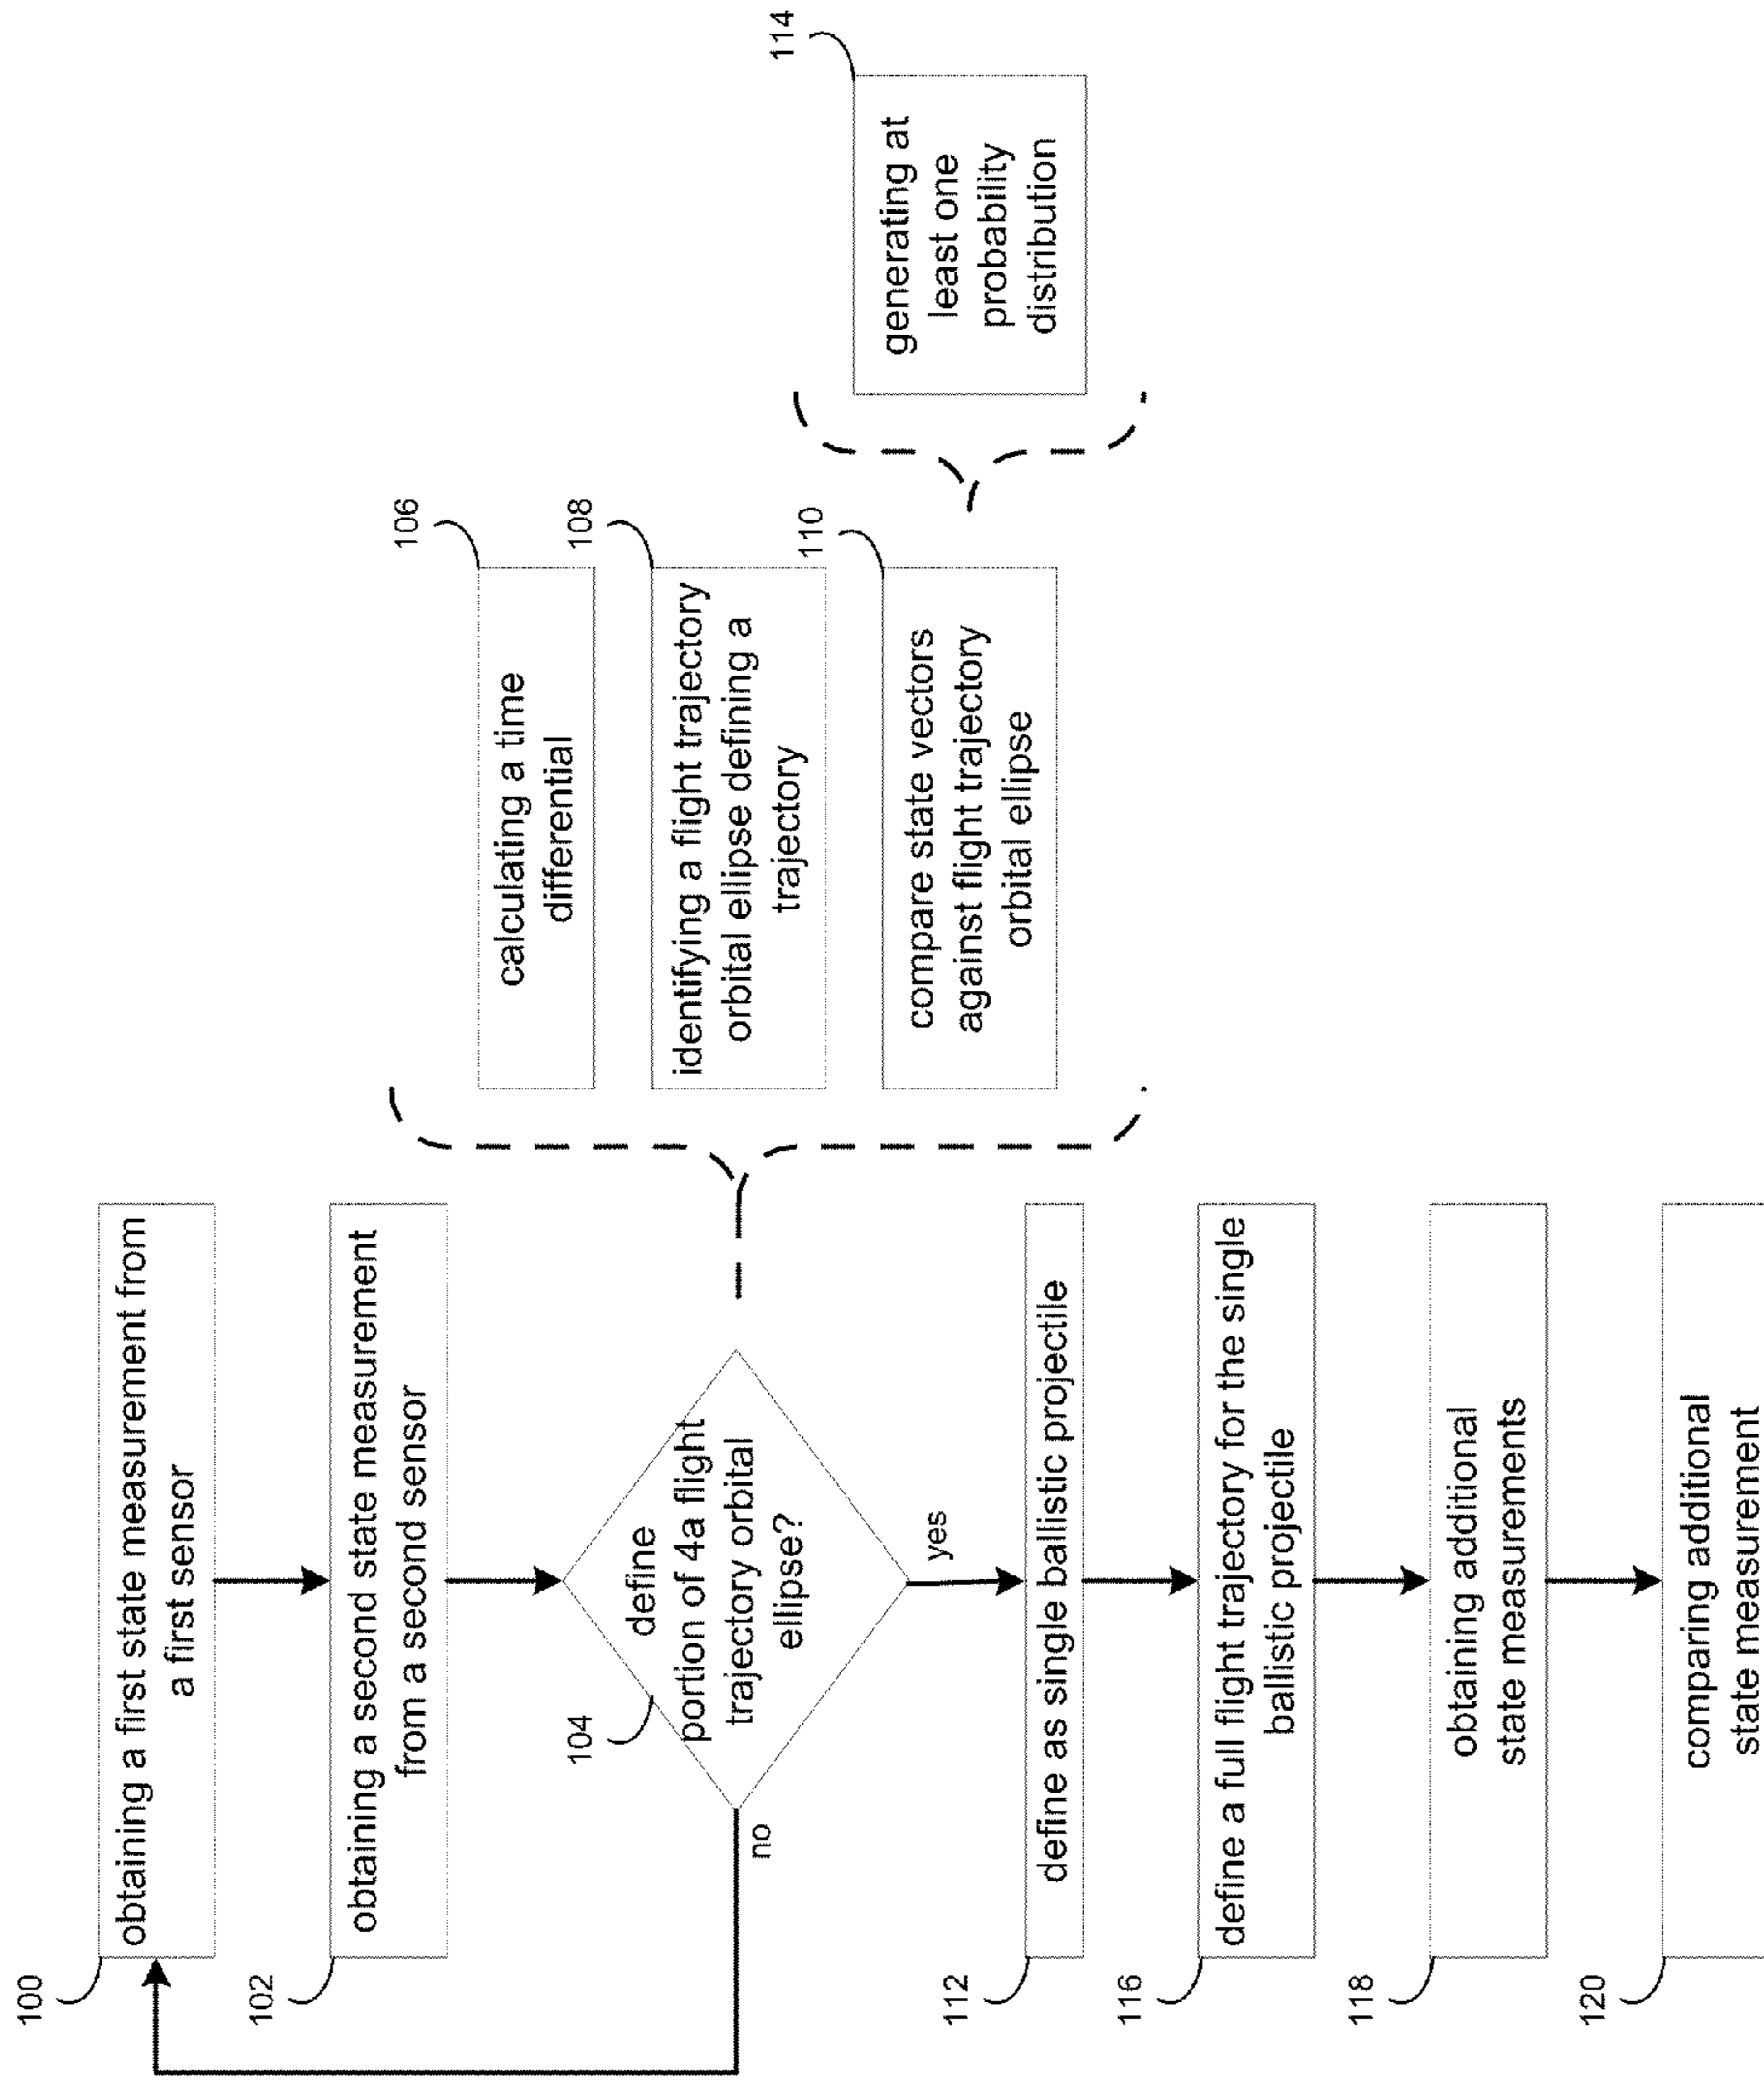 100
obtaining a first state measurement from
a first sensor
102
obtaining a second state measurement
from a second sensor
104
define
portion of 4a flight
trajectory orbital
ellipse?
no
yes
106
calculating a time
differential
108
identifying a flight trajectory
orbital ellipse defining a
trajectory
110
compare state vectors
against flight trajectory
orbital ellipse
114
generating at
least one
probability
distribution
112
define as single ballistic projectile
116
define a full flight trajectory for the single
ballistic projectile
118
obtaining additional
state measurements
120
comparing additional
state measurement